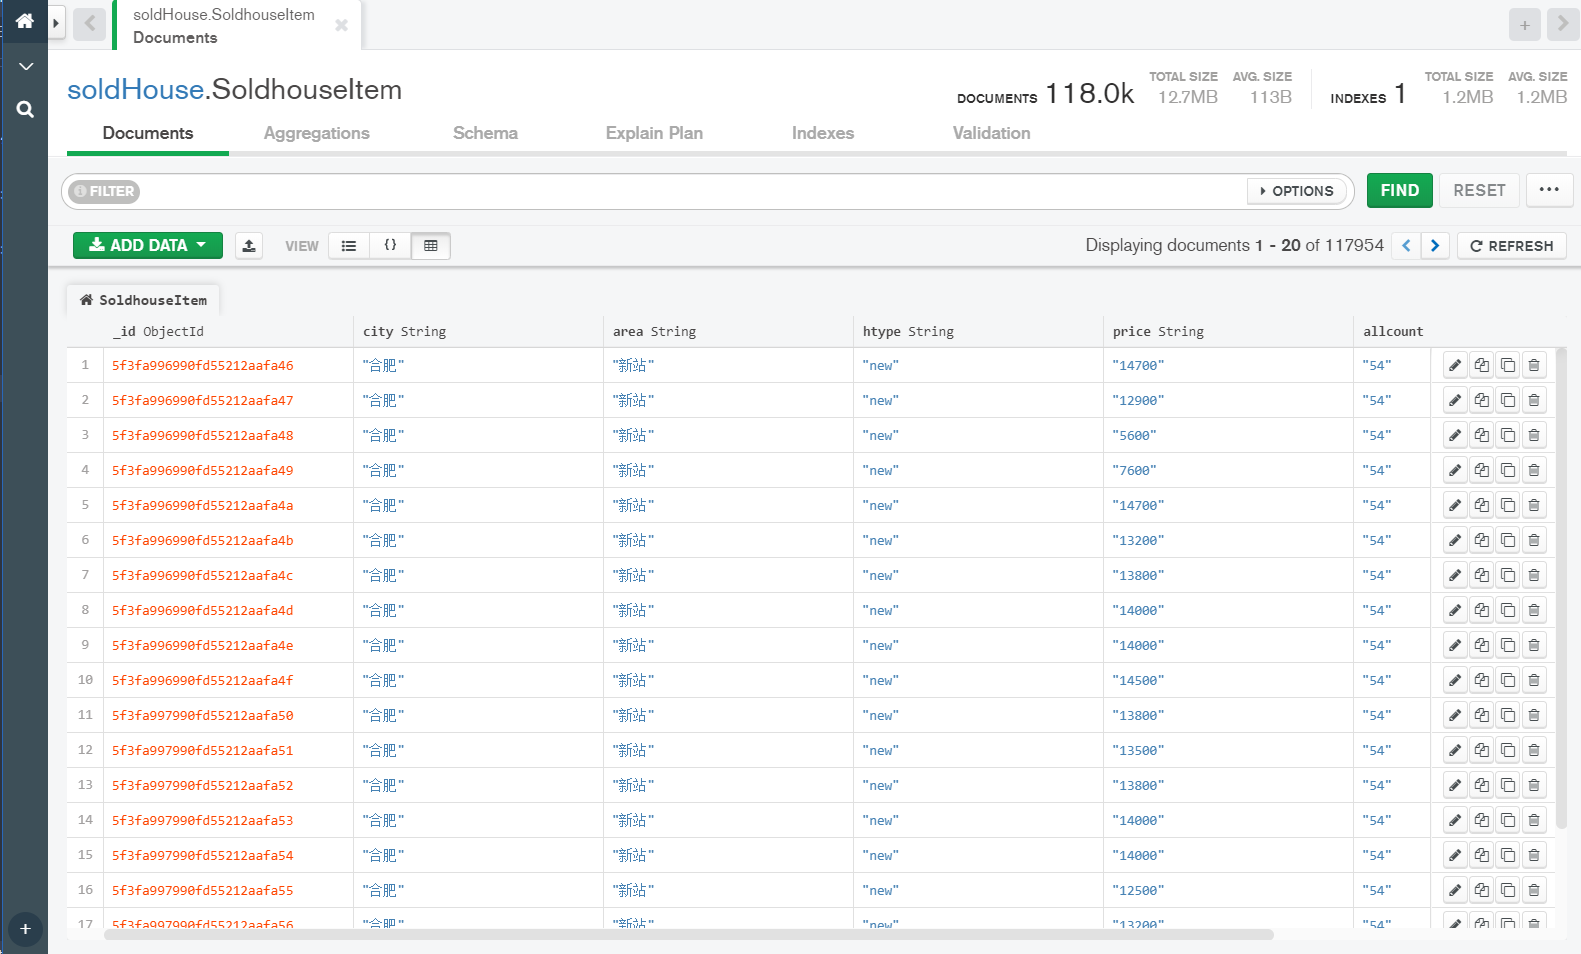 soldHouse.SoldhouseItem
Documents
soldHouse.SoldhouseItem
DOCUMENTS 118.0k TOTAL SIZE 12.7MB AVG. SIZE 113B INDEXES 1 TOTAL SIZE 1.2MB AVG. SIZE 1.2MB
Documents Aggregations Schema Explain Plan Indexes Validation
FILTER OPTIONS FIND RESET ...
ADD DATA VIEW {} Displaying documents 1 - 20 of 117954 < > REFRESH
SoldhouseItem
_id ObjectId city String area String htype String price String allcount
1 5f3fa996990fd55212aafa46 "合肥" "新站" "new" "14700" "54"
2 5f3fa996990fd55212aafa47 "合肥" "新站" "new" "12900" "54"
3 5f3fa996990fd55212aafa48 "合肥" "新站" "new" "5600" "54"
4 5f3fa996990fd55212aafa49 "合肥" "新站" "new" "7600" "54"
5 5f3fa996990fd55212aafa4a "合肥" "新站" "new" "14700" "54"
6 5f3fa996990fd55212aafa4b "合肥" "新站" "new" "13200" "54"
7 5f3fa996990fd55212aafa4c "合肥" "新站" "new" "13800" "54"
8 5f3fa996990fd55212aafa4d "合肥" "新站" "new" "14000" "54"
9 5f3fa996990fd55212aafa4e "合肥" "新站" "new" "14000" "54"
10 5f3fa996990fd55212aafa4f "合肥" "新站" "new" "14500" "54"
11 5f3fa997990fd55212aafa50 "合肥" "新站" "new" "13800" "54"
12 5f3fa997990fd55212aafa51 "合肥" "新站" "new" "13500" "54"
13 5f3fa997990fd55212aafa52 "合肥" "新站" "new" "13800" "54"
14 5f3fa997990fd55212aafa53 "合肥" "新站" "new" "14000" "54"
15 5f3fa997990fd55212aafa54 "合肥" "新站" "new" "14000" "54"
16 5f3fa997990fd55212aafa55 "合肥" "新站" "new" "12500" "54"
17 5f3fa997990fd55212aafa56 "合肥" "新站" "new" "13200" "54"